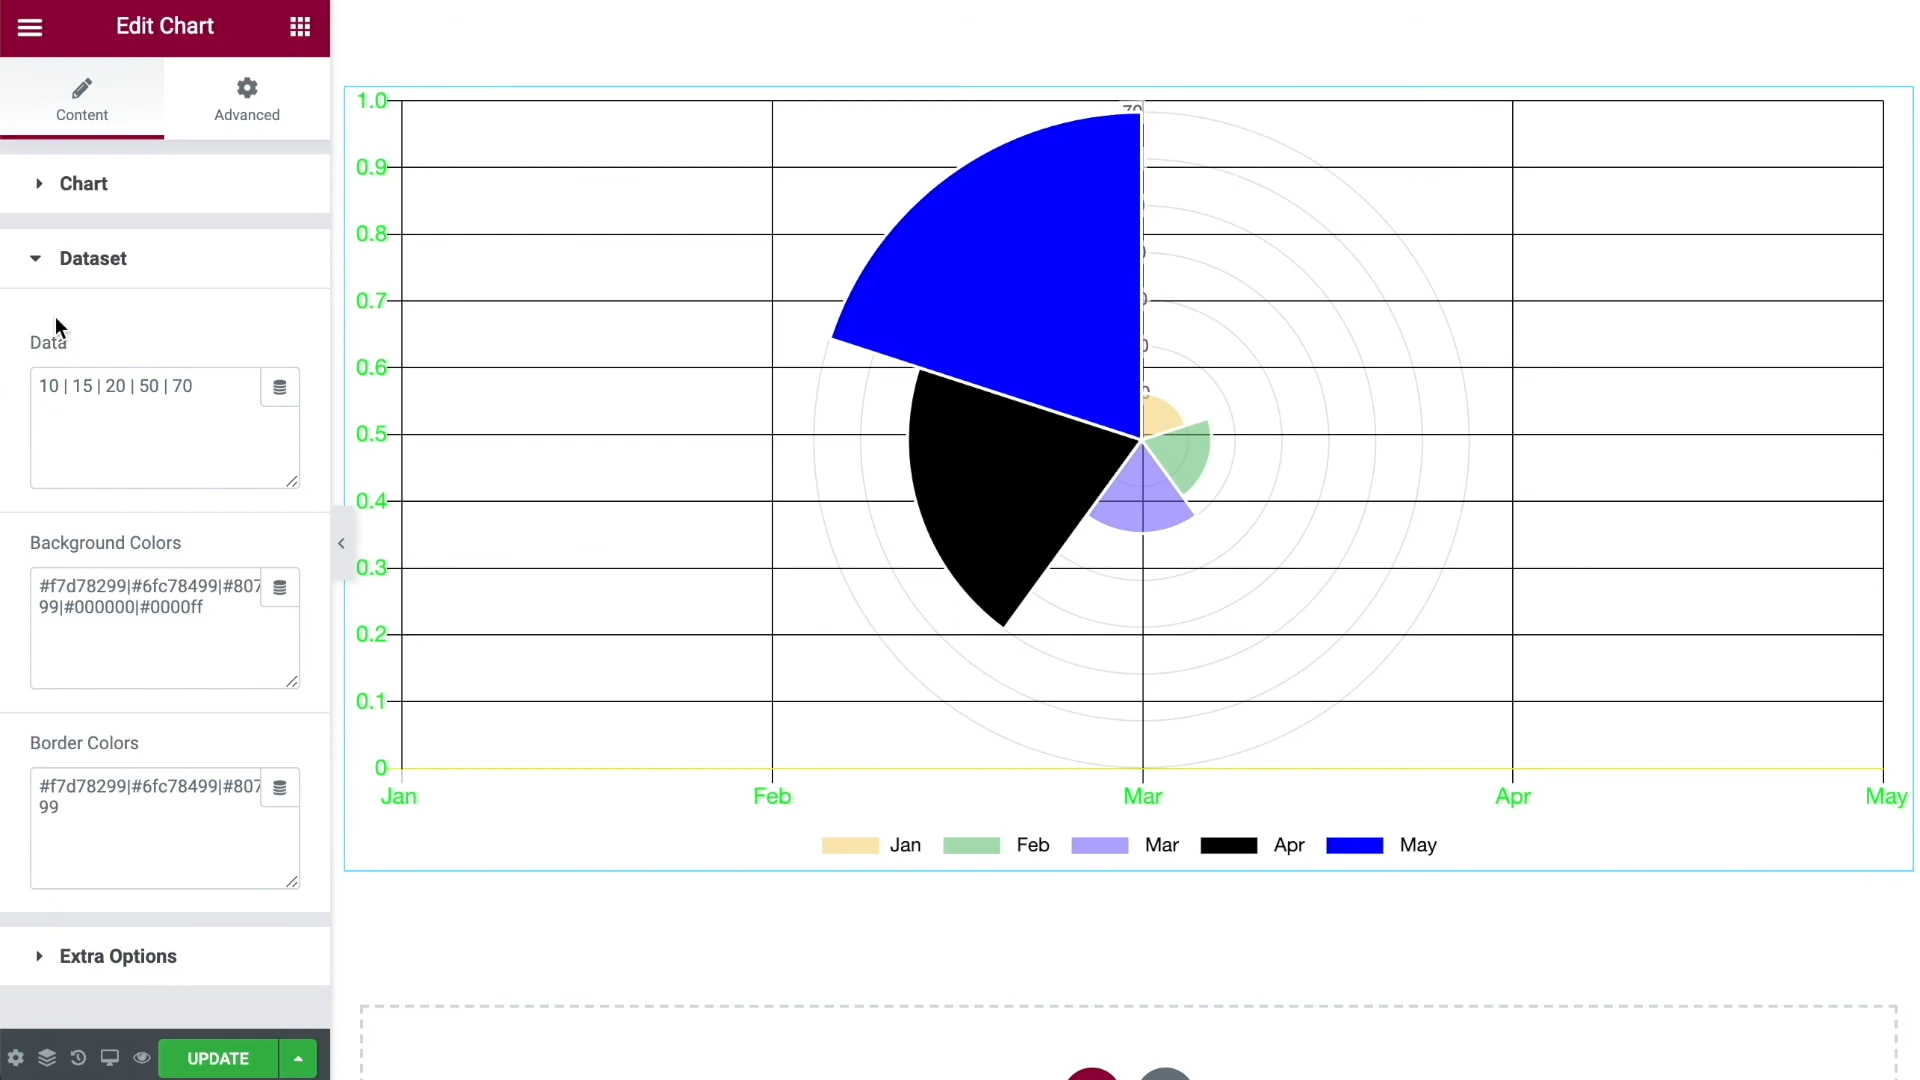 Edit Chart
Content
Advanced
Chart
Dataset
Data
10 | 15 | 20 | 50 | 70
Background Colors
#f7d78299|#6fc78499|#807
99|#000000|#0000ff
Border Colors
#f7d78299|#6fc78499|#807
99
Extra Options
UPDATE
1.0
0.9
0.8
0.7
0.6
0.5
0.4
0.3
0.2
0.1
0
70
Jan Feb Mar Apr May
Jan Feb Mar Apr May